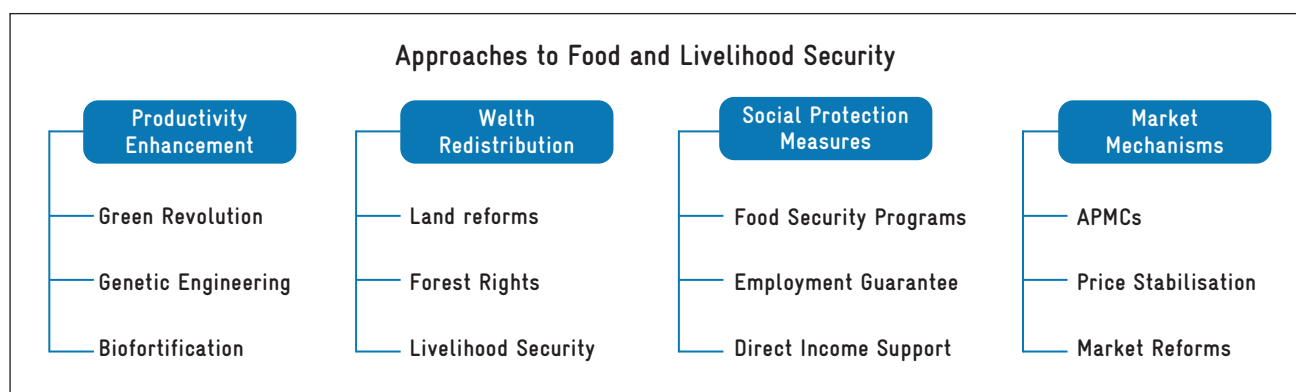 Approaches to Food and Livelihood Security
Productivity
Enhancement
Green Revolution
Genetic Engineering
Biofortification
Welth
Redistribution
Land reforms
Forest Rights
Livelihood Security
Social Protection
Measures
Food Security Programs
Employment Guarantee
Direct Income Support
Market
Mechanisms
APMCs
Price Stabilisation
Market Reforms